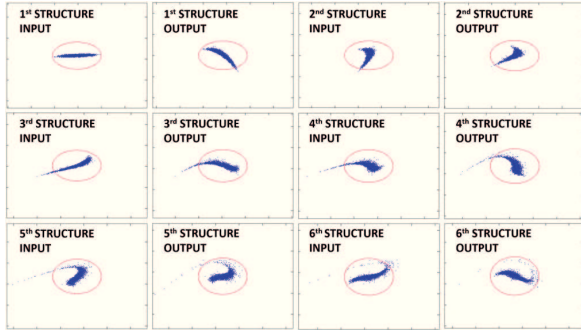 1st STRUCTURE
INPUT
1st STRUCTURE
OUTPUT
2nd STRUCTURE
INPUT
2nd STRUCTURE
OUTPUT
3rd STRUCTURE
INPUT
3rd STRUCTURE
OUTPUT
4th STRUCTURE
INPUT
4th STRUCTURE
OUTPUT
5th STRUCTURE
INPUT
5th STRUCTURE
OUTPUT
6th STRUCTURE
INPUT
6th STRUCTURE
OUTPUT